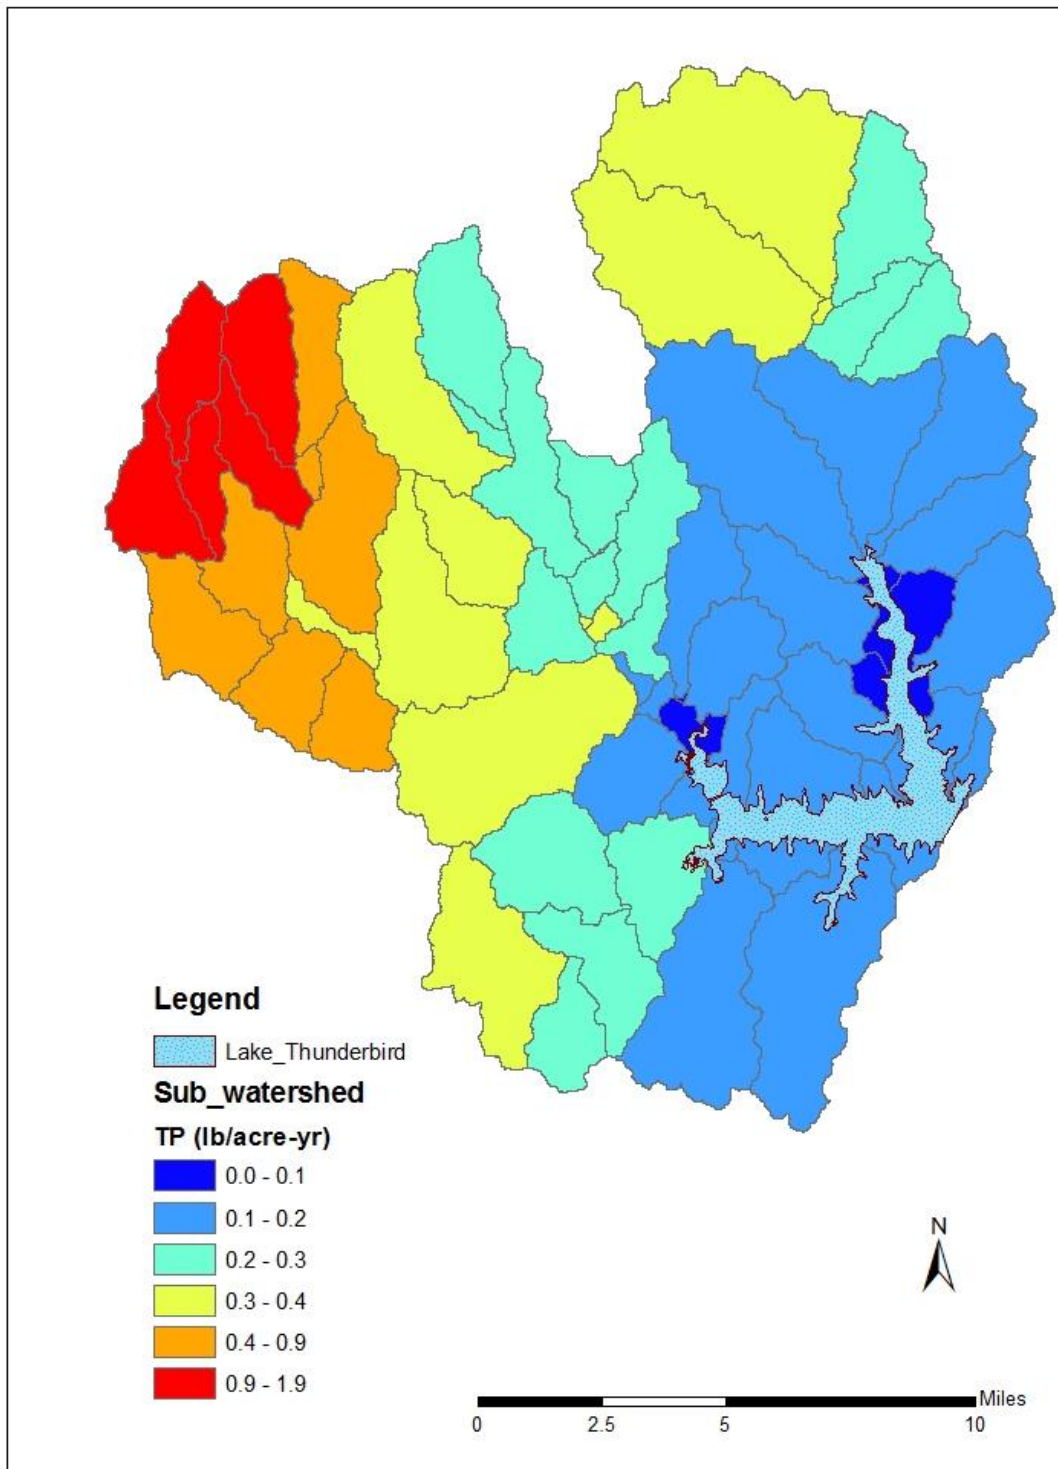 Legend
Lake_Thunderbird
Sub_watershed
TP (lb/acre-yr)
0.0 - 0.1
0.1 - 0.2
0.2 - 0.3
0.3 - 0.4
0.4 - 0.9
0.9 - 1.9
N
Miles
0 2.5 5 10